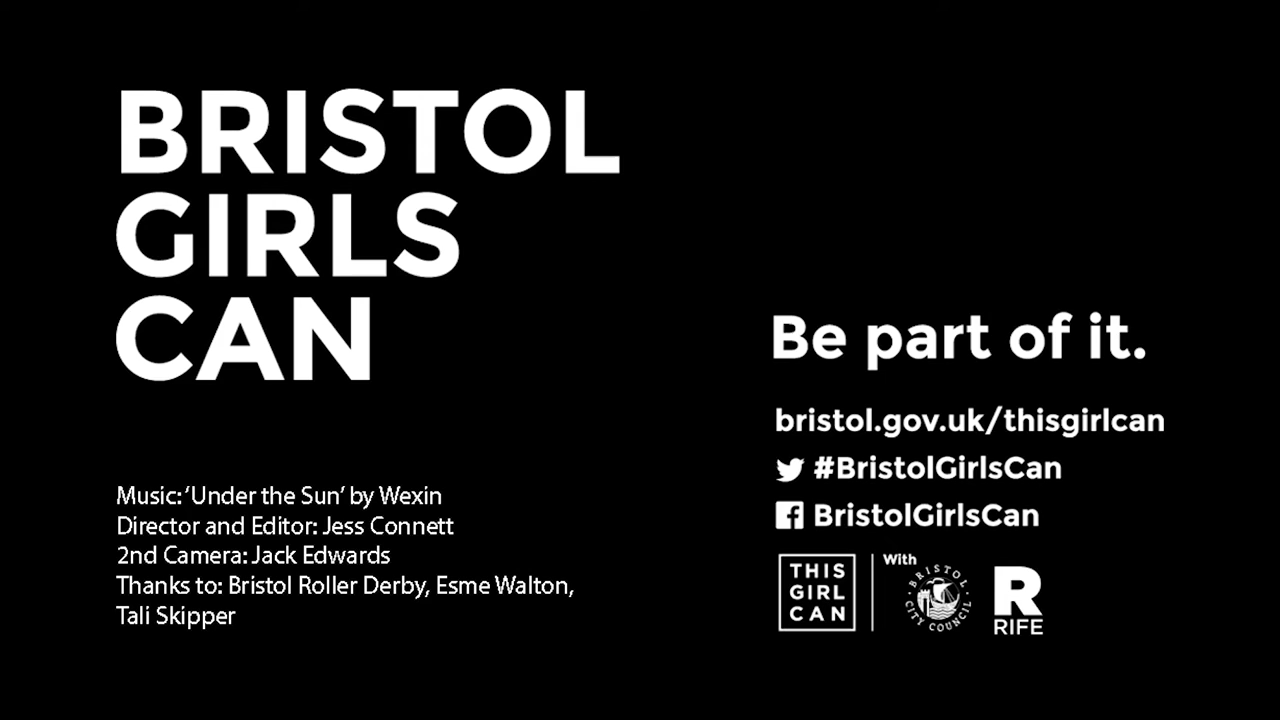 BRISTOL
GIRLS
CAN
Music: ‘Under the Sun’ by Wexin
Director and Editor: Jess Connett
2nd Camera: Jack Edwards
Thanks to: Bristol Roller Derby, Esme Walton,
Tali Skipper
Be part of it.
bristol.gov.uk/thisgirlcan
#BristolGirlsCan
BristolGirlsCan
THIS
GIRL
CAN
With
BRISTOL
CITY COUNCIL
R
RIFE